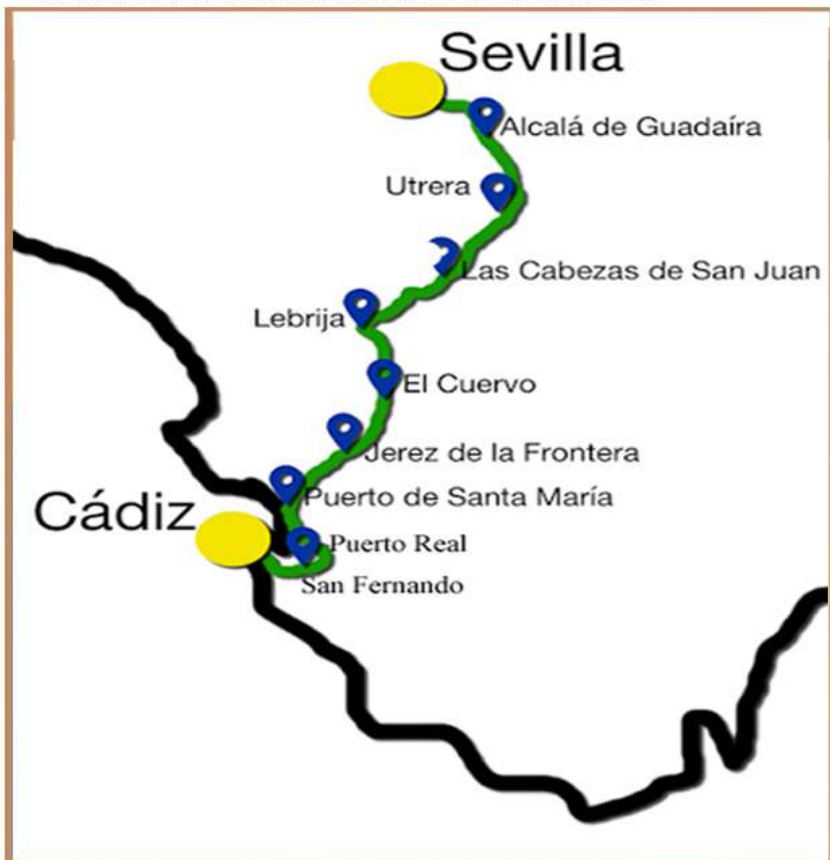 Sevilla
Alcalá de Guadaíra
Utrera
Las Cabezas de San Juan
Lebrija
El Cuervo
Jerez de la Frontera
Puerto de Santa María
Cádiz
Puerto Real
San Fernando